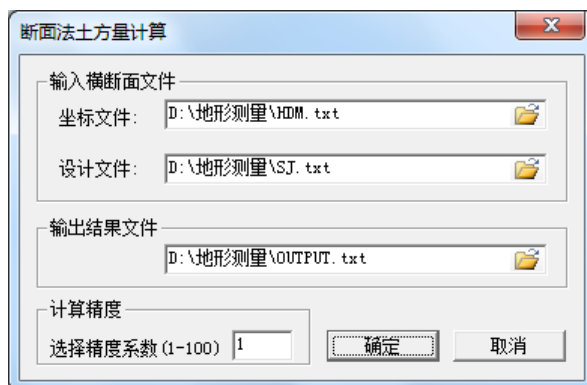 断面法土方量计算
输入横断面文件
坐标文件: D:\地形测量\HDM.txt
设计文件: D:\地形测量\SJ.txt
输出结果文件
D:\地形测量\OUTPUT.txt
计算精度
选择精度系数(1-100) 1
确定 取消